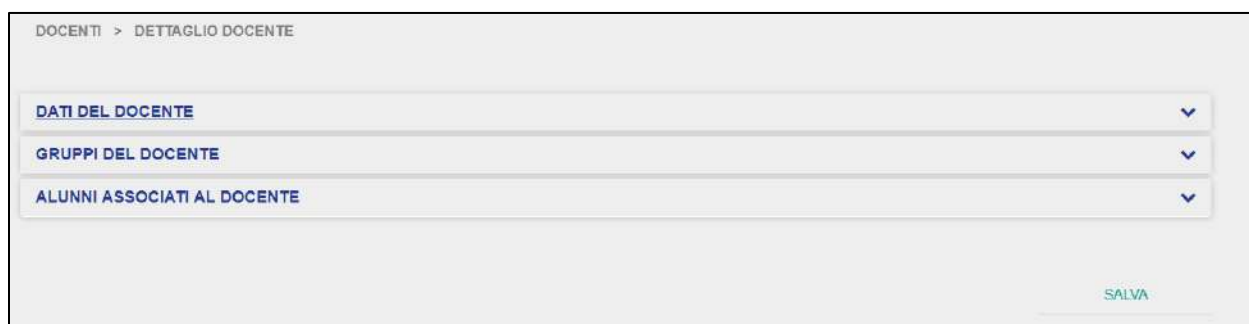 DOCENTI > DETTAGLIO DOCENTE
DATI DEL DOCENTE
GRUPPI DEL DOCENTE
ALUNNI ASSOCIATI AL DOCENTE
SALVA